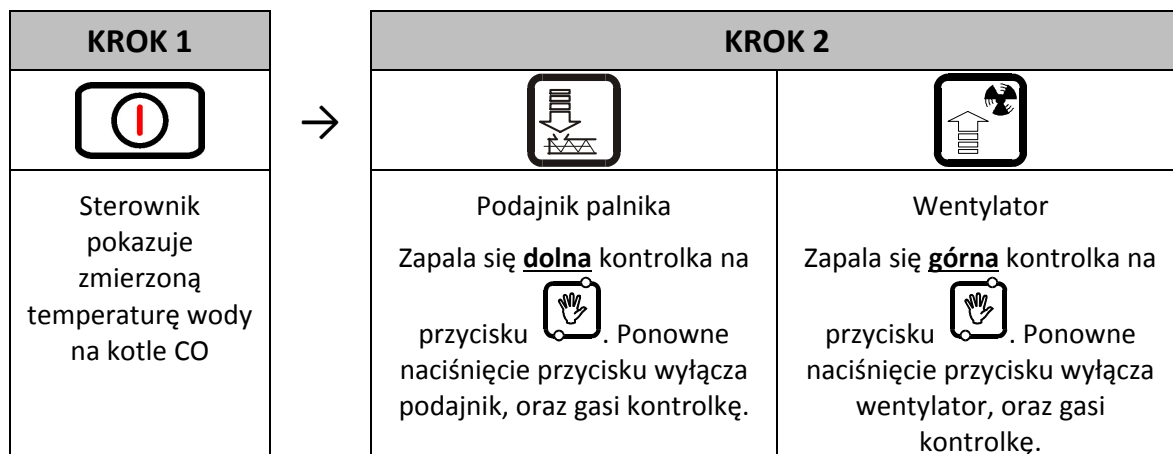 KROK 1
→
KROK 2
Sterownik
pokazuje
zmierzoną
temperaturę wody
na kotle CO
Podajnik palnika
Zapala się dolna kontrolka na
przycisku . Ponowne
naciśnięcie przycisku wyłącza
podajnik, oraz gasi kontrolkę.
Wentylator
Zapala się górna kontrolka na
przycisku . Ponowne
naciśnięcie przycisku wyłącza
wentylator, oraz gasi
kontrolkę.